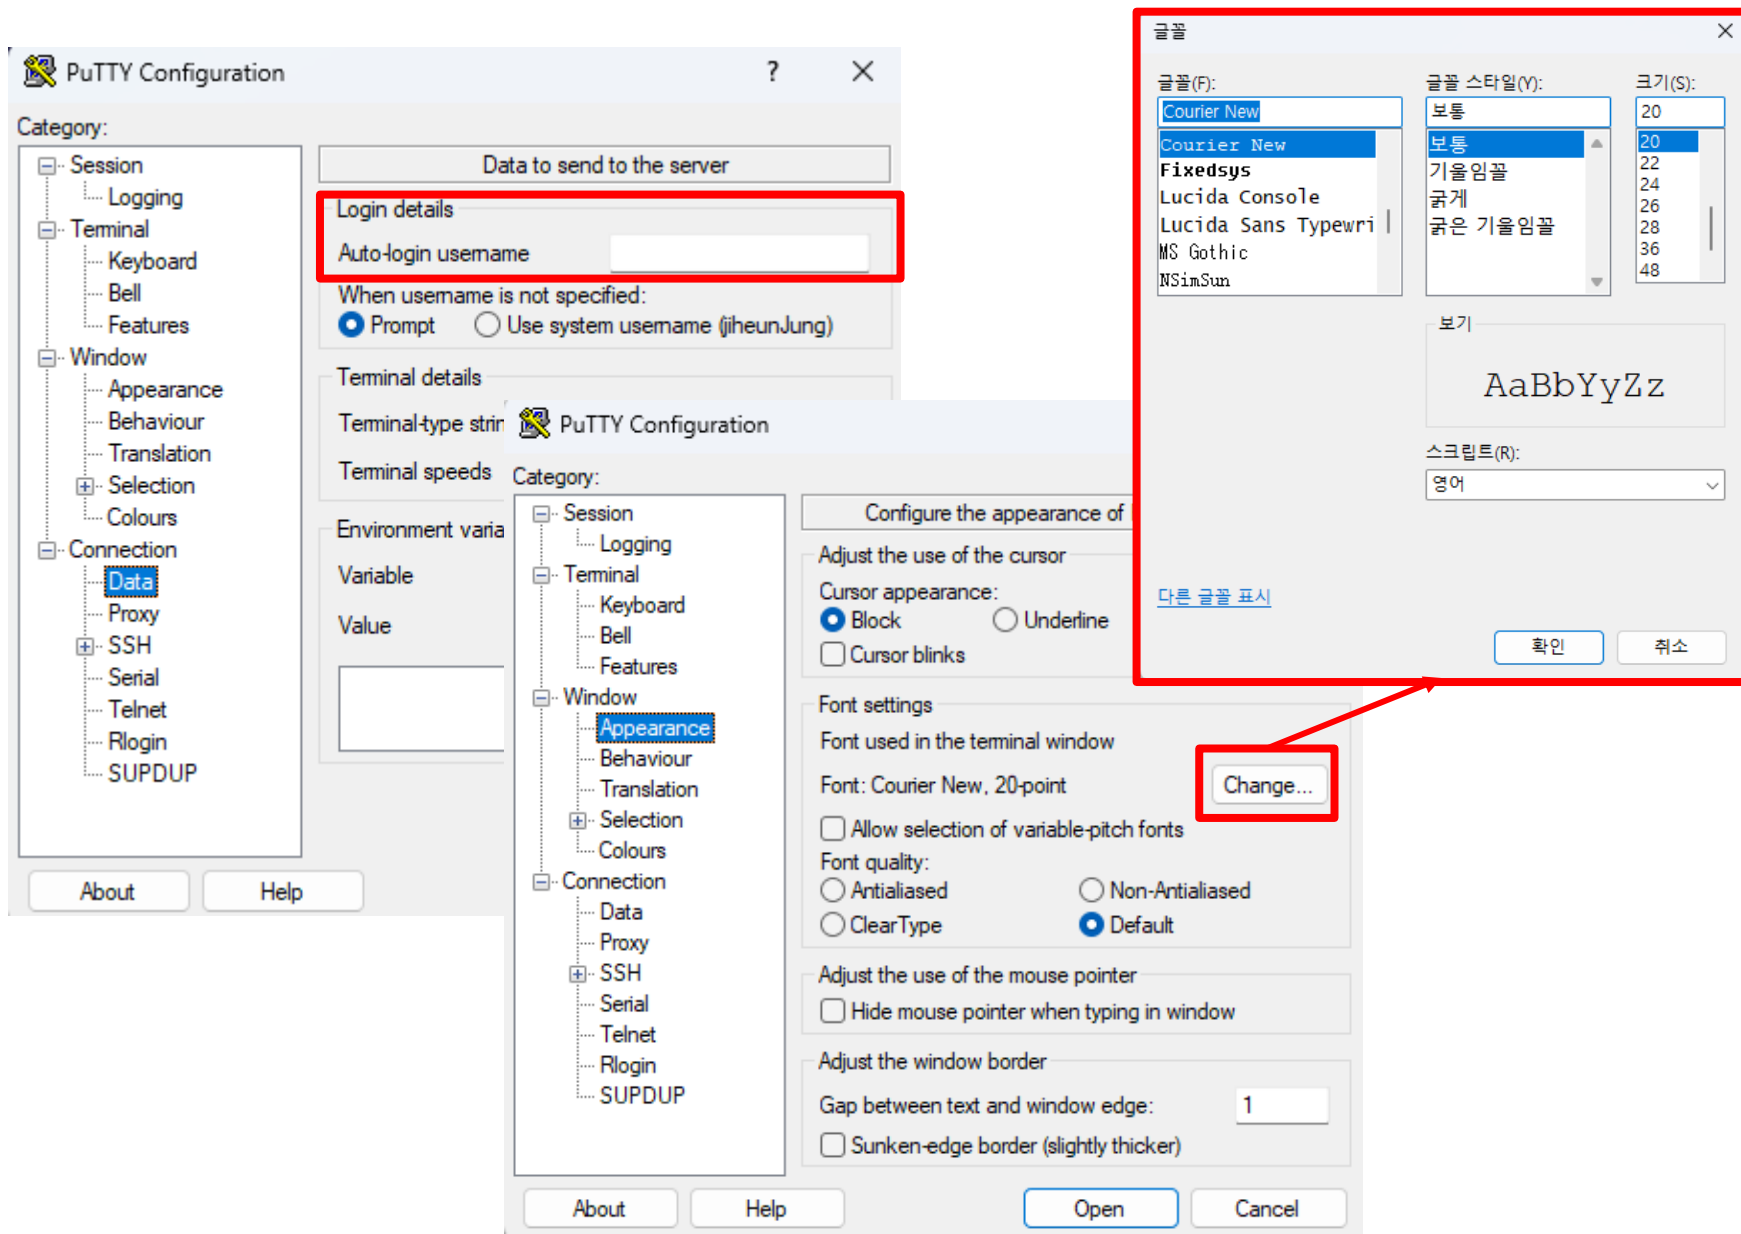 PuTTY Configuration
?
Category:
Session
Logging
Terminal
Keyboard
Bell
Features
Window
Appearance
Behaviour
Translation
Selection
Colours
Connection
Data
Proxy
SSH
Serial
Telnet
Rlogin
SUPDUP
About
Help
Data to send to the server
Login details
Auto-login username
When username is not specified:
Prompt
Use system username (jiheunJung)
Terminal details
Terminal-type strin
Terminal speeds
Environment varia
Variable
Value
PuTTY Configuration
Category:
Session
Logging
Terminal
Keyboard
Bell
Features
Window
Appearance
Behaviour
Translation
Selection
Colours
Connection
Data
Proxy
SSH
Serial
Telnet
Rlogin
SUPDUP
Configure the appearance of
Adjust the use of the cursor
Cursor appearance:
Block
Underline
Cursor blinks
Font settings
Font used in the terminal window
Font: Courier New, 20-point
Change...
Allow selection of variable-pitch fonts
Font quality:
Antialiased
Non-Antialiased
ClearType
Default
Adjust the use of the mouse pointer
Hide mouse pointer when typing in window
Adjust the window border
Gap between text and window edge:
1
Sunken-edge border (slightly thicker)
About
Help
Open
Cancel
글꼴
글꼴(F):
Courier New
Courier New
Fixedsys
Lucida Console
Lucida Sans Typewri
MS Gothic
NSimSun
글꼴 스타일(Y):
보통
보통
기울임꼴
굵게
굵은 기울임꼴
크기(S):
20
20
22
24
26
28
36
48
보기
AaBbYyZz
스크립트(R):
영어
다른 글꼴 표시
확인
취소